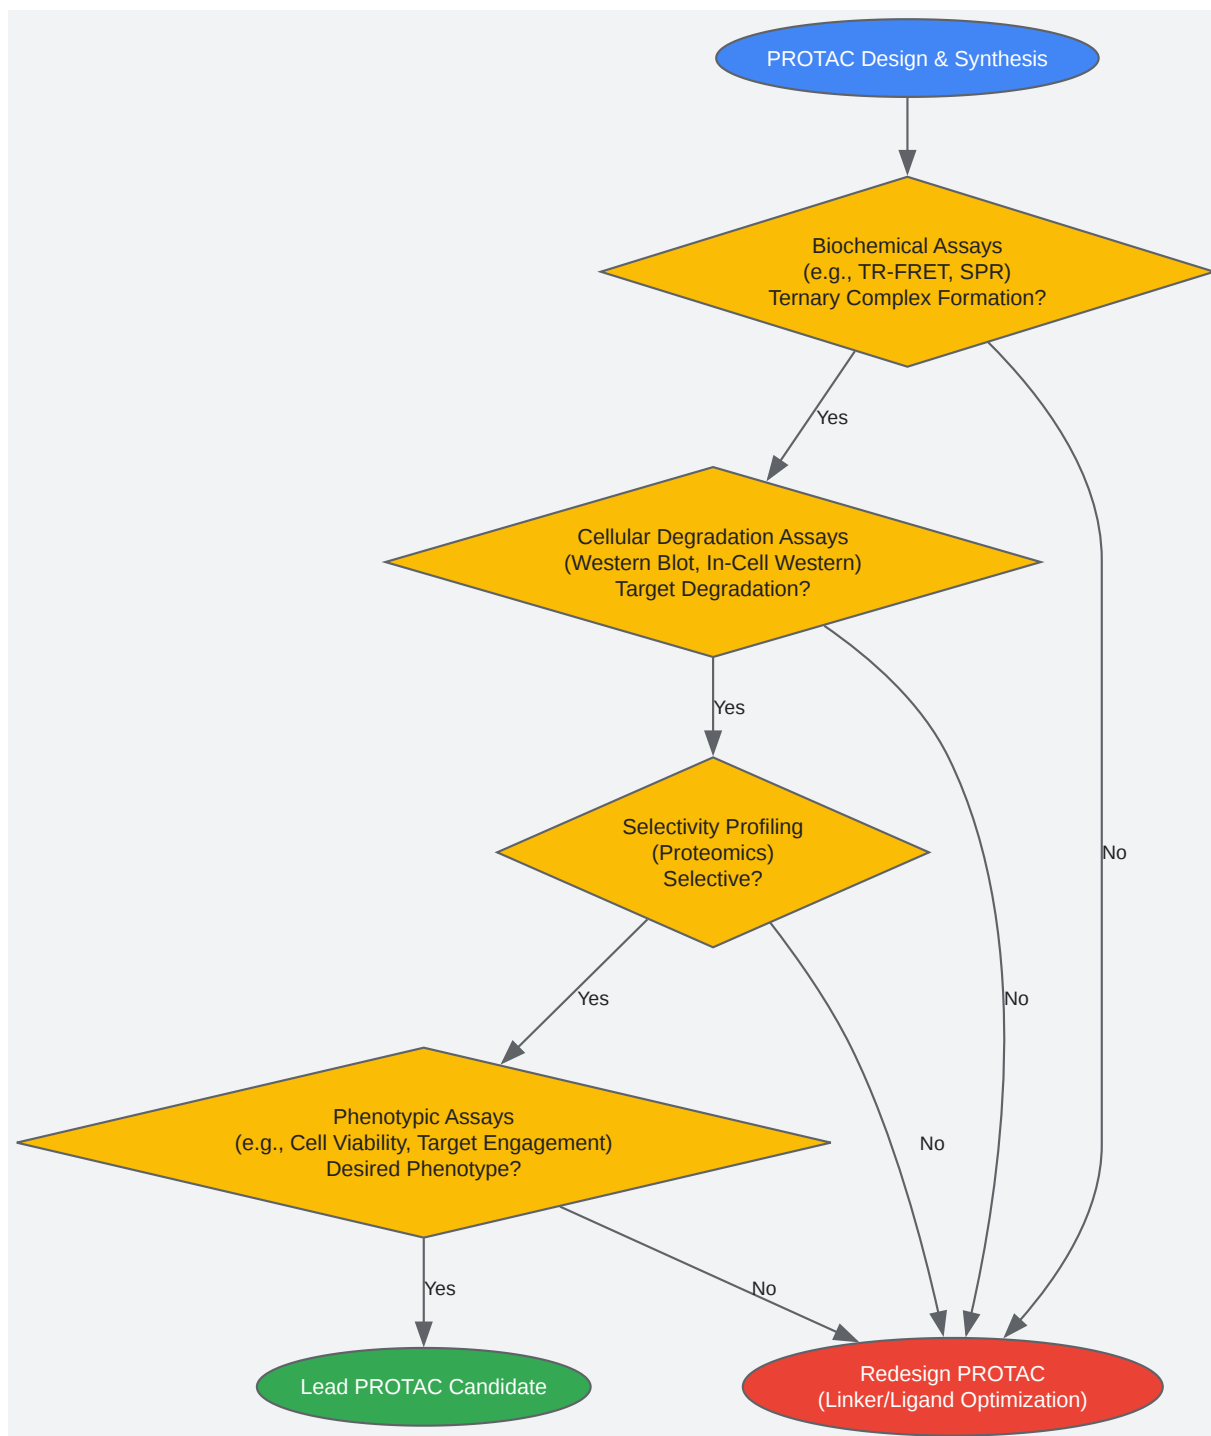 PROTAC Design & Synthesis
Biochemical Assays
(e.g., TR-FRET, SPR)
Ternary Complex Formation?
Yes
Cellular Degradation Assays
(Western Blot, In-Cell Western)
Target Degradation?
Yes
Selectivity Profiling
(Proteomics)
Selective?
No
Yes
No
Phenotypic Assays
(e.g., Cell Viability, Target Engagement)
Desired Phenotype?
No
Yes
No
Lead PROTAC Candidate
Redesign PROTAC
(Linker/Ligand Optimization)